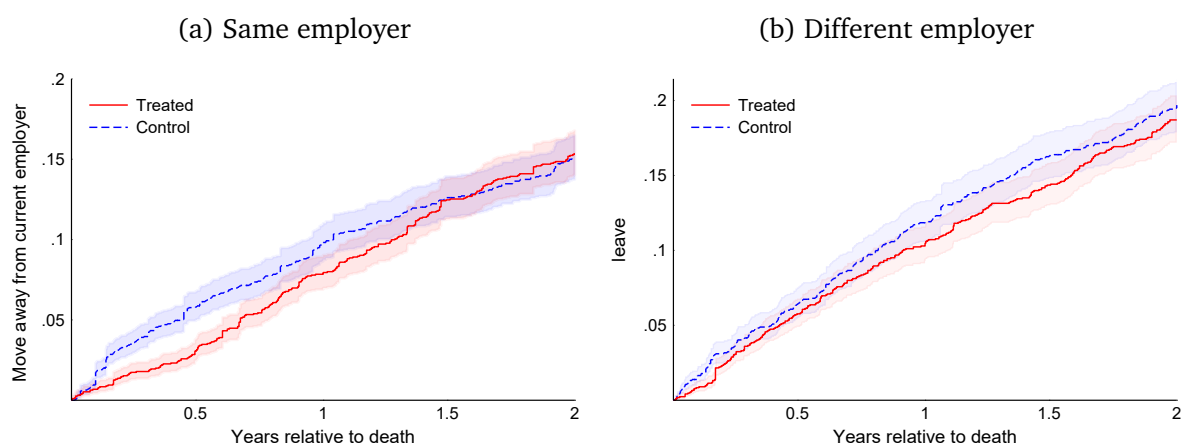 (a) Same employer
Move away from current employer
.2
.15
.1
.05
Treated
Control
0.5
1
1.5
2
Years relative to death
(b) Different employer
leave
.2
.15
.1
.05
Treated
Control
0.5
1
1.5
2
Years relative to death